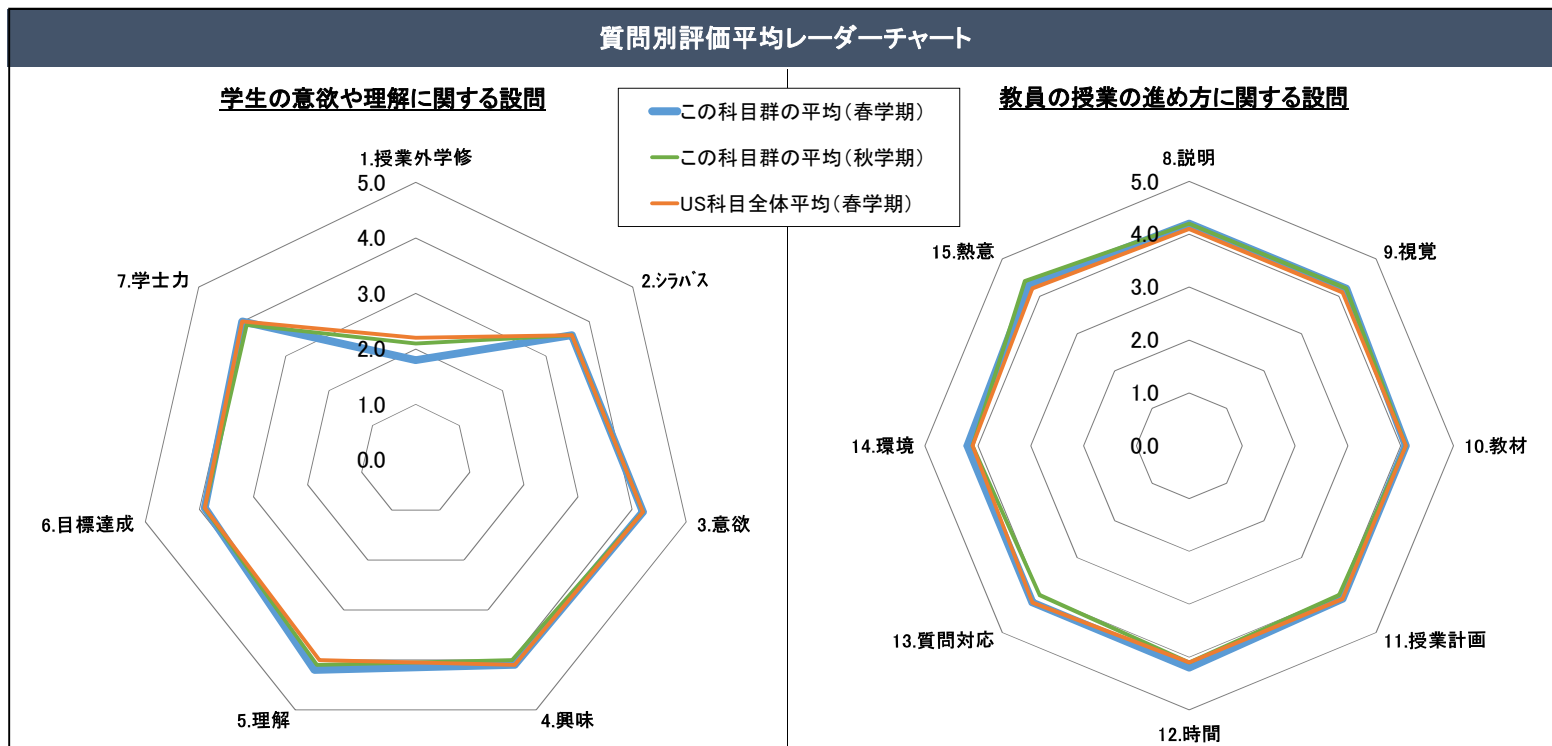 質問別評価平均レーダーチャート
学生の意欲や理解に関する設問
この科目群の平均（春学期）
この科目群の平均（秋学期）
US科目全体平均（春学期）
教員の授業の進め方に関する設問
1.授業外学修
5.0
4.0
3.0
2.0
1.0
0.0
2.ｼﾗﾊﾞｽ
3.意欲
4.興味
5.理解
6.目標達成
7.学士力
8.説明
5.0
4.0
3.0
2.0
1.0
0.0
9.視覚
10.教材
11.授業計画
12.時間
13.質問対応
14.環境
15.熱意